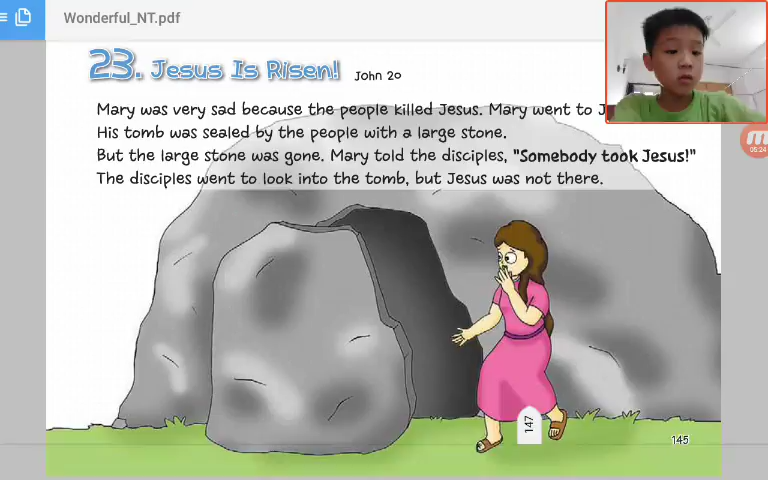 Wonderful_NT.pdf
23. Jesus Is Risen! John 20
Mary was very sad because the people killed Jesus. Mary went to
His tomb was sealed by the people with a large stone.
But the large stone was gone. Mary told the disciples, "Somebody took Jesus!"
The disciples went to look into the tomb, but Jesus was not there.
05:24
147
145